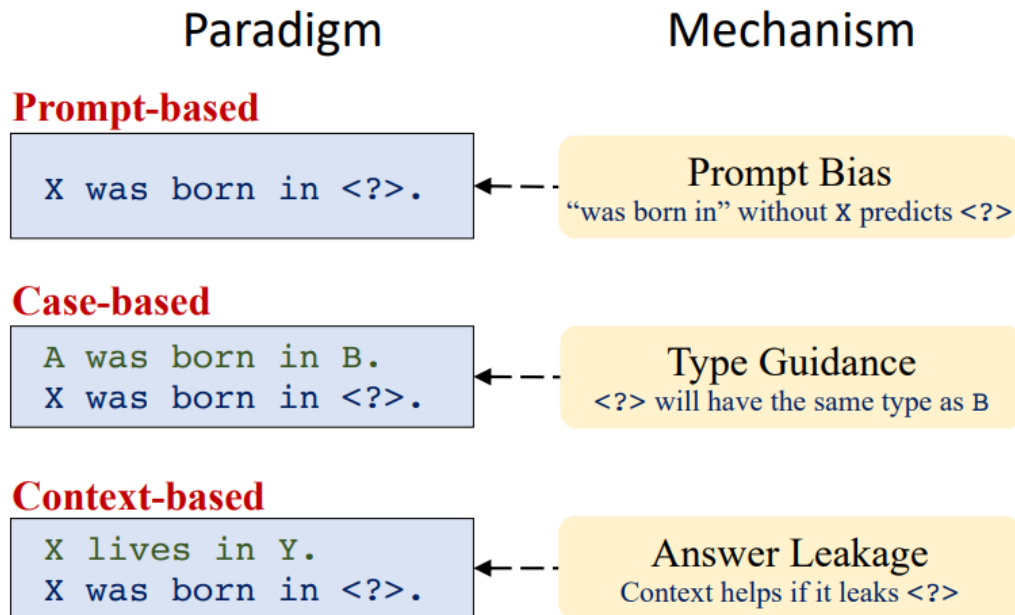 Paradigm
Mechanism
Prompt-based
X was born in <?>.
Prompt Bias
“was born in” without X predicts <?>
Case-based
A was born in B.
X was born in <?>.
Type Guidance
<?> will have the same type as B
Context-based
X lives in Y.
X was born in <?>.
Answer Leakage
Context helps if it leaks <?>